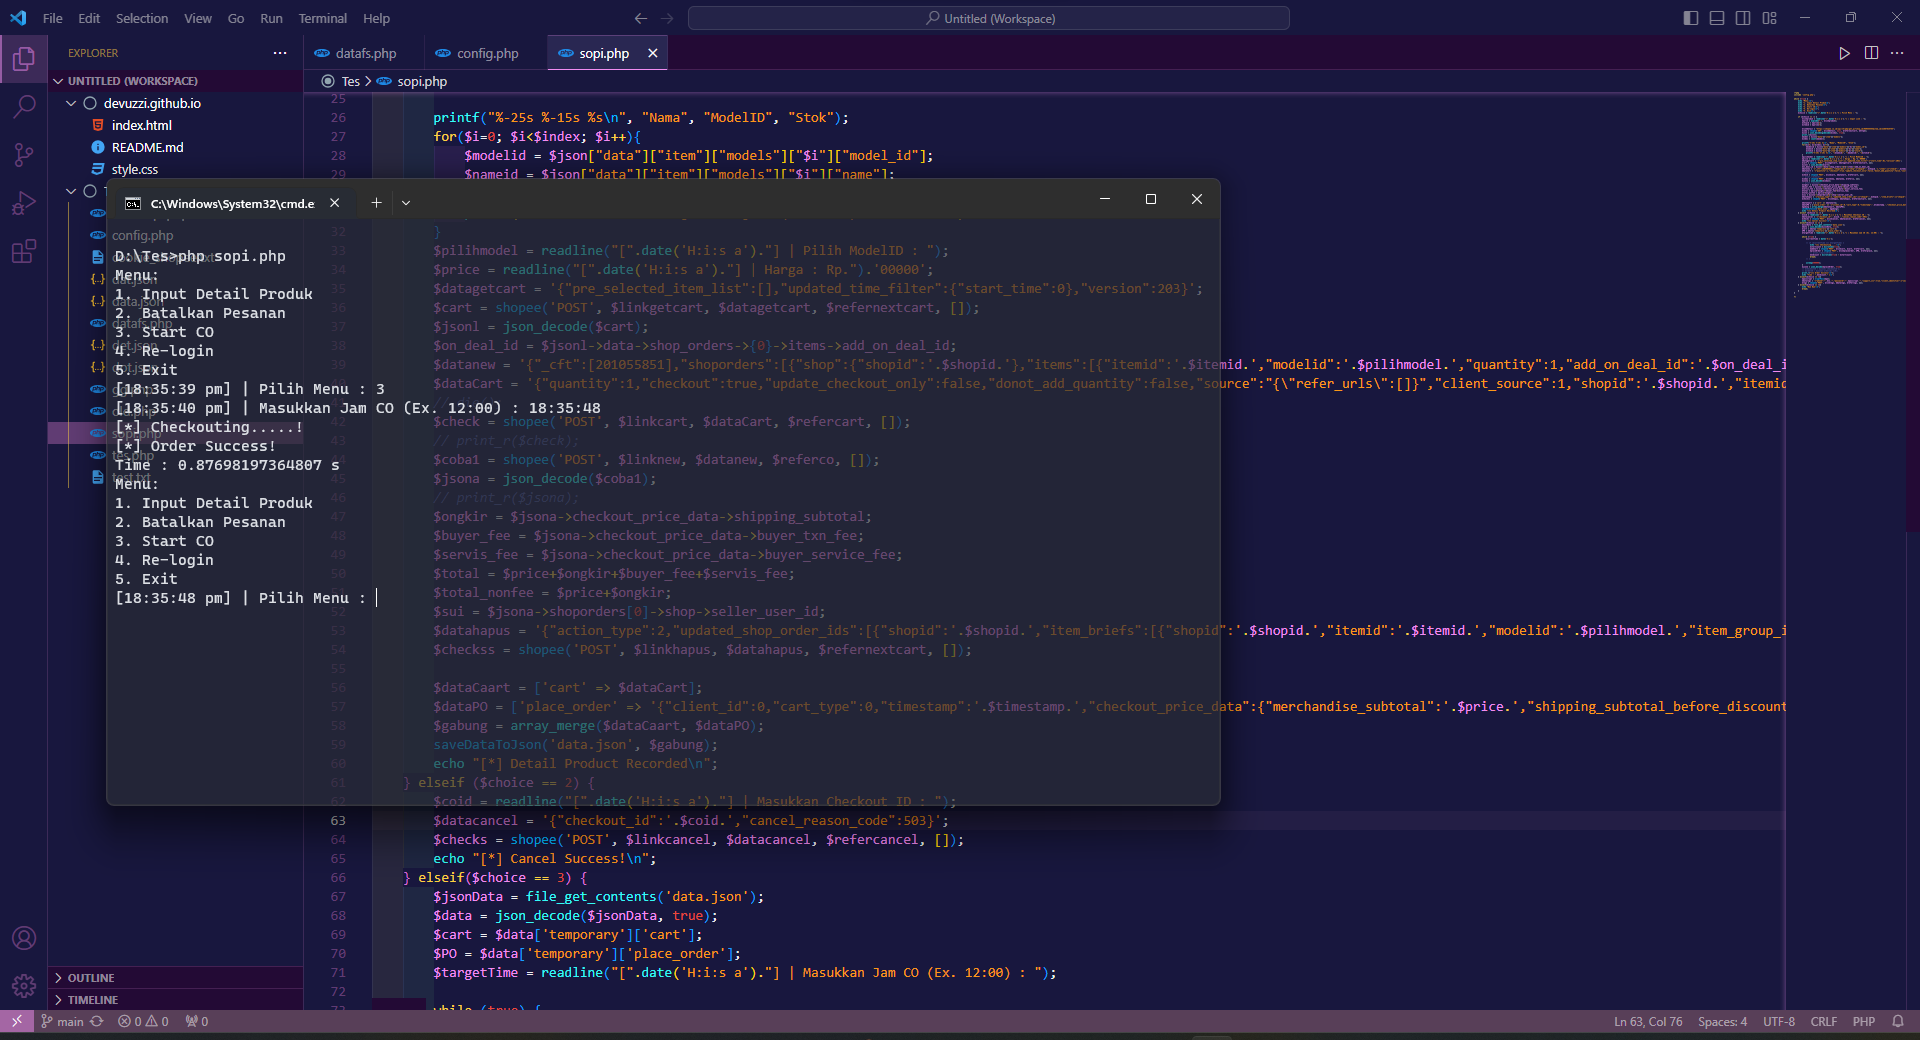 File Edit Selection View Go Run Terminal Help
Untitled (Workspace)
EXPLORER
datafs.php config.php sopi.php
UNTITLED (WORKSPACE)
Tes > sopi.php
devuzzi.github.io
index.html
README.md
style.css
config.php
25
26 printf("%-25s %-15s %s\n", "Nama", "ModelID", "Stok");
27 for($i=0; $i<$index; $i++){
28 $modelid = $json["data"]["item"]["models"]["$i"]["model_id"];
29 $nameid = $json["data"]["item"]["models"]["$i"]["name"];
C:\Windows\System32\cmd.e
D:\Tes>php sopi.php
Menu:
1. Input Detail Produk
2. Batalkan Pesanan
3. Start CO
4. Re-login
5. Exit
[18:35:39 pm] | Pilih Menu : 3
[18:35:40 pm] | Masukkan Jam CO (Ex. 12:00) : 18:35:48
[*] Checkouting.....!
[*] Order Success!
Time : 0.87698197364807 s
Menu:
1. Input Detail Produk
2. Batalkan Pesanan
3. Start CO
4. Re-login
5. Exit
[18:35:48 pm] | Pilih Menu :
32 }
33 $pilihmodel = readline("[".date('H:i:s a')."] | Pilih ModelID : ");
34 $price = readline("[".date('H:i:s a')."] | Harga : Rp.").'00000';
35 $datagetcart = '{"pre_selected_item_list":[],"updated_time_filter":{"start_time":0},"version":203}';
36 $cart = shopee('POST', $linkgetcart, $datagetcart, $refernextcart, []);
37 $jsonl = json_decode($cart);
38 $on_deal_id = $jsonl->data->shop_orders->{0}->items->add_on_deal_id;
39 $datanew = '{"_cft":[201055851],"shoporders":[{"shop":{"shopid":'.$shopid.'},"items":[{"itemid":'.$itemid.',"modelid":'.$pilihmodel.',"quantity":1,"add_on_deal_id":'.$on_deal_i
$dataCart = '{"quantity":1,"checkout":true,"update_checkout_only":false,"donot_add_quantity":false,"source":"{\"refer_urls\":[]}","client_source":1,"shopid":'.$shopid.',"itemid
42 $check = shopee('POST', $linkcart, $dataCart, $refercart, []);
43 // print_r($check);
44 $coba1 = shopee('POST', $linknew, $datanew, $referco, []);
45 $jsona = json_decode($coba1);
46 // print_r($jsona);
47 $ongkir = $jsona->checkout_price_data->shipping_subtotal;
48 $buyer_fee = $jsona->checkout_price_data->buyer_txn_fee;
49 $servis_fee = $jsona->checkout_price_data->buyer_service_fee;
50 $total = $price+$ongkir+$buyer_fee+$servis_fee;
$total_nonfee = $price+$ongkir;
52 $sui = $jsona->shoporders[0]->shop->seller_user_id;
53 $datahapus = '{"action_type":2,"updated_shop_order_ids":[{"shopid":'.$shopid.',"item_briefs":[{"shopid":'.$shopid.',"itemid":'.$itemid.',"modelid":'.$pilihmodel.',"item_group_i
54 $checkss = shopee('POST', $linkhapus, $datahapus, $refernextcart, []);
55
56 $dataCaart = ['cart' => $dataCart];
57 $dataPO = ['place_order' => '{"client_id":0,"cart_type":0,"timestamp":'.$timestamp.',"checkout_price_data":{"merchandise_subtotal":'.$price.',"shipping_subtotal_before_discount
58 $gabung = array_merge($dataCaart, $dataPO);
59 saveDataToJson('data.json', $gabung);
60 echo "[*] Detail Product Recorded\n";
61 } elseif ($choice == 2) {
62 $coid = readline("[".date('H:i:s a')."] | Masukkan Checkout ID : ");
63 $datacancel = '{"checkout_id":'.$coid.',"cancel_reason_code":503}';
64 $checks = shopee('POST', $linkcancel, $datacancel, $refercancel, []);
65 echo "[*] Cancel Success!\n";
66 } elseif($choice == 3) {
67 $jsonData = file_get_contents('data.json');
68 $data = json_decode($jsonData, true);
69 $cart = $data['temporary']['cart'];
70 $PO = $data['temporary']['place_order'];
71 $targetTime = readline("[".date('H:i:s a')."] | Masukkan Jam CO (Ex. 12:00) : ");
72
73 while (true) {
OUTLINE
TIMELINE
main 0 0 0
Ln 63, Col 76 Spaces: 4 UTF-8 CRLF PHP